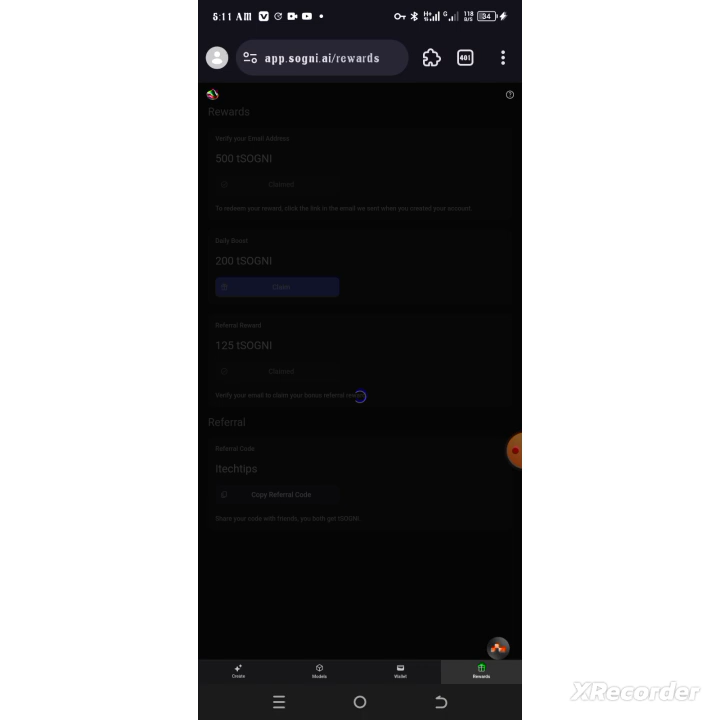 5:11 AM
118 B/S
34
app.sogni.ai/rewards
401
Rewards
Verify your Email Address
500 tSOGNI
Claimed
To redeem your reward, click the link in the email we sent when you created your account.
Daily Boost
200 tSOGNI
Claim
Referral Reward
125 tSOGNI
Claimed
Verify your email to claim your bonus referral
Referral
Referral Code
Itechtips
Copy Referral Code
Share your code with friends, you both get tSOGNI
Create
Models
Wallet
Rewards
XRecorder